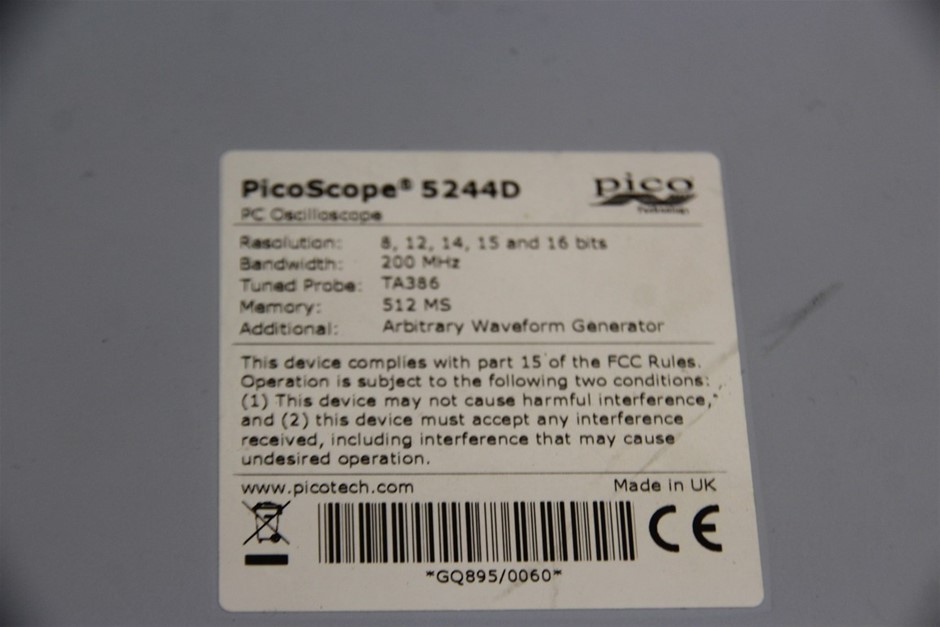 PicoScope® 5244D
pico
Technology
PC Oscilloscope
Resolution: 8, 12, 14, 15 and 16 bits
Bandwidth: 200 MHz
Tuned Probe: TA386
Memory: 512 MS
Additional: Arbitrary Waveform Generator
This device complies with part 15 of the FCC Rules.
Operation is subject to the following two conditions:
(1) This device may not cause harmful interference,
and (2) this device must accept any interference
received, including interference that may cause
undesired operation.
www.picotech.com Made in UK
CE
*GQ895/0060*